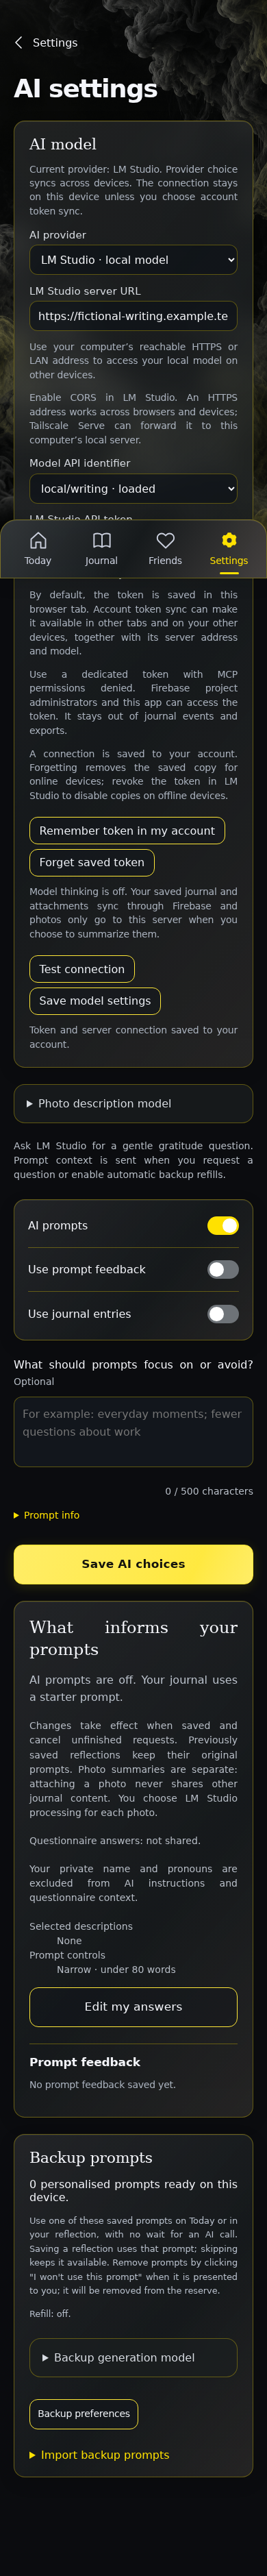 Settings
AI settings
AI model
Current provider: LM Studio. Provider choice
syncs across devices. The connection stays
on this device unless you choose account
token sync.
AI provider
LM Studio · local model
LM Studio server URL
https://fictional-writing.example.te
Use your computer's reachable HTTPS or
LAN address to access your local model on
other devices.
Enable CORS in LM Studio. An HTTPS
address works across browsers and devices;
Tailscale Serve can forward it to this
computer's local server.
Model API identifier
local/writing · loaded
LM Studio API token
Today
Journal
Friends
Settings
By default, the token is saved in this
browser tab. Account token sync can make
it available in other tabs and on your other
devices, together with its server address
and model.
Use a dedicated token with MCP
permissions denied. Firebase project
administrators and this app can access the
token. It stays out of journal events and
exports.
A connection is saved to your account.
Forgetting removes the saved copy for
online devices; revoke the token in LM
Studio to disable copies on offline devices.
Remember token in my account
Forget saved token
Model thinking is off. Your saved journal and
attachments sync through Firebase and
photos only go to this server when you
choose to summarize them.
Test connection
Save model settings
Token and server connection saved to your
account.
Photo description model
Ask LM Studio for a gentle gratitude question.
Prompt context is sent when you request a
question or enable automatic backup refills.
AI prompts
Use prompt feedback
Use journal entries
What should prompts focus on or avoid?
Optional
For example: everyday moments; fewer
questions about work
0 / 500 characters
Prompt info
Save AI choices
What informs your
prompts
AI prompts are off. Your journal uses
a starter prompt.
Changes take effect when saved and
cancel unfinished requests. Previously
saved reflections keep their original
prompts. Photo summaries are separate:
attaching a photo never shares other
journal content. You choose LM Studio
processing for each photo.
Questionnaire answers: not shared.
Your private name and pronouns are
excluded from AI instructions and
questionnaire context.
Selected descriptions
None
Prompt controls
Narrow · under 80 words
Edit my answers
Prompt feedback
No prompt feedback saved yet.
Backup prompts
0 personalised prompts ready on this
device.
Use one of these saved prompts on Today or in
your reflection, with no wait for an AI call.
Saving a reflection uses that prompt; skipping
keeps it available. Remove prompts by clicking
"I won't use this prompt" when it is presented
to you; it will be removed from the reserve.
Refill: off.
Backup generation model
Backup preferences
Import backup prompts